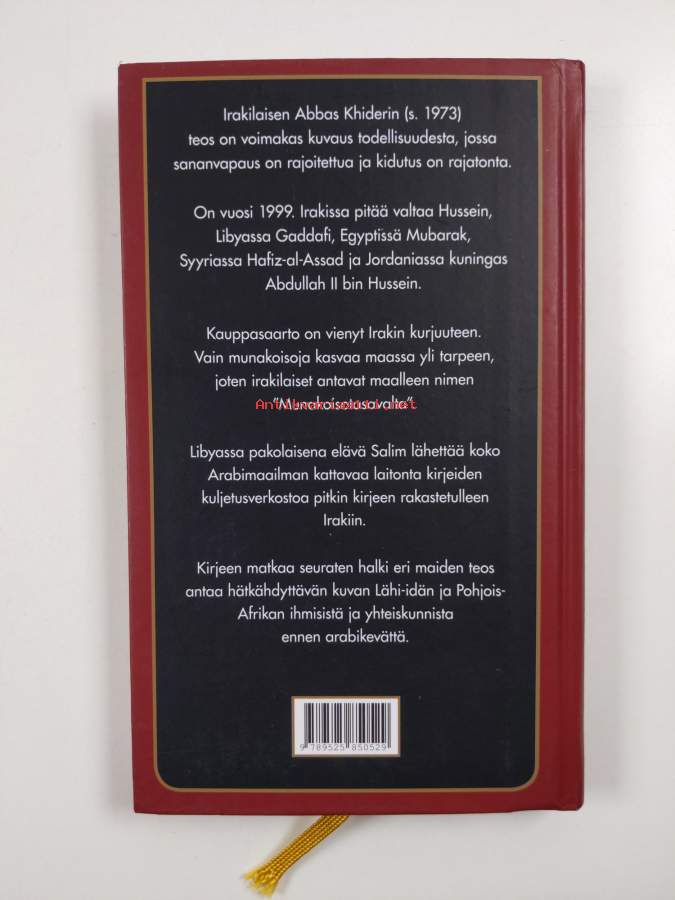 Irakilaisen Abbas Khiderin (s. 1973)
teos on voimakas kuvaus todellisuudesta, jossa
sananvapaus on rajoitettua ja kidutus on rajatonta.
On vuosi 1999. Irakissa pitää valtaa Hussein,
Libyassa Gaddafi, Egyptissä Mubarak,
Syyriassa Hafiz-al-Assad ja Jordaniassa kuningas
Abdullah II bin Hussein.
Kauppasaarto on vienyt Irakin kurjuuteen.
Vain munakoisoja kasvaa maassa yli tarpeen,
joten irakilaiset antavat maalleen nimen
"Munakoisotasavalta".
Libyassa pakolaisena elävä Salim lähettää koko
Arabimaailman kattavaa laitonta kirjeiden
kuljetusverkostoa pitkin kirjeen rakastetulleen
Irakiin.
Kirjeen matkaa seuraten halki eri maiden teos
antaa hätkähdyttävän kuvan Lähi-idän ja Pohjois-
Afrikan ihmisistä ja yhteiskunnista
ennen arabikevättä.
9 789525 850529